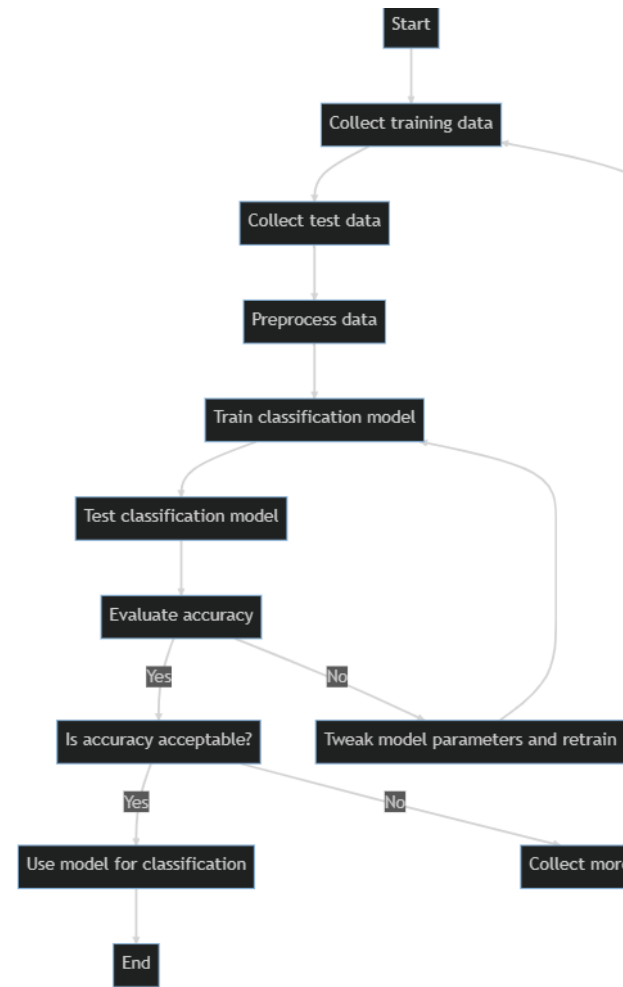 Start
Collect training data
Collect test data
Preprocess data
Train classification model
Test classification model
Evaluate accuracy
Yes
No
Is accuracy acceptable?
Tweak model parameters and retrain
Yes
No
Use model for classification
Collect more
End